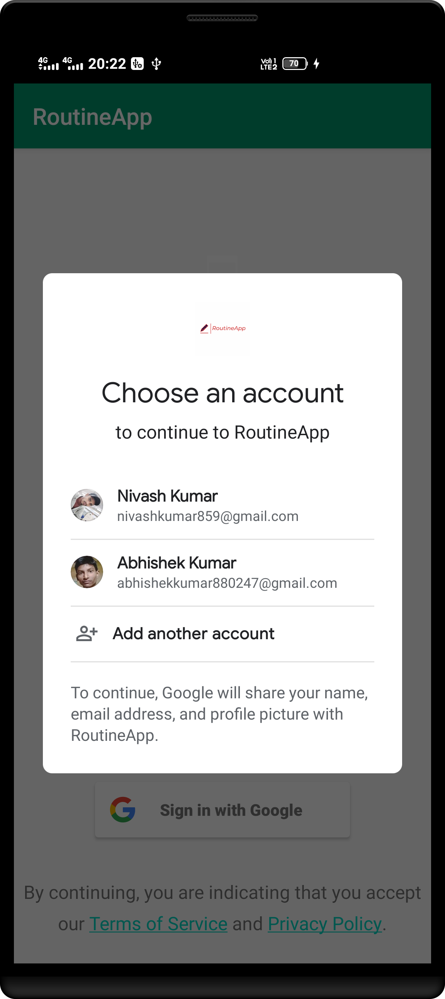 4G 4G 20:22 Vo)) 1 LTE2 70
RoutineApp
RoutineApp
Choose an account
to continue to RoutineApp
Nivash Kumar
nivashkumar859@gmail.com
Abhishek Kumar
abhishekkumar880247@gmail.com
Add another account
To continue, Google will share your name,
email address, and profile picture with
RoutineApp.
Sign in with Google
By continuing, you are indicating that you accept
our Terms of Service and Privacy Policy.